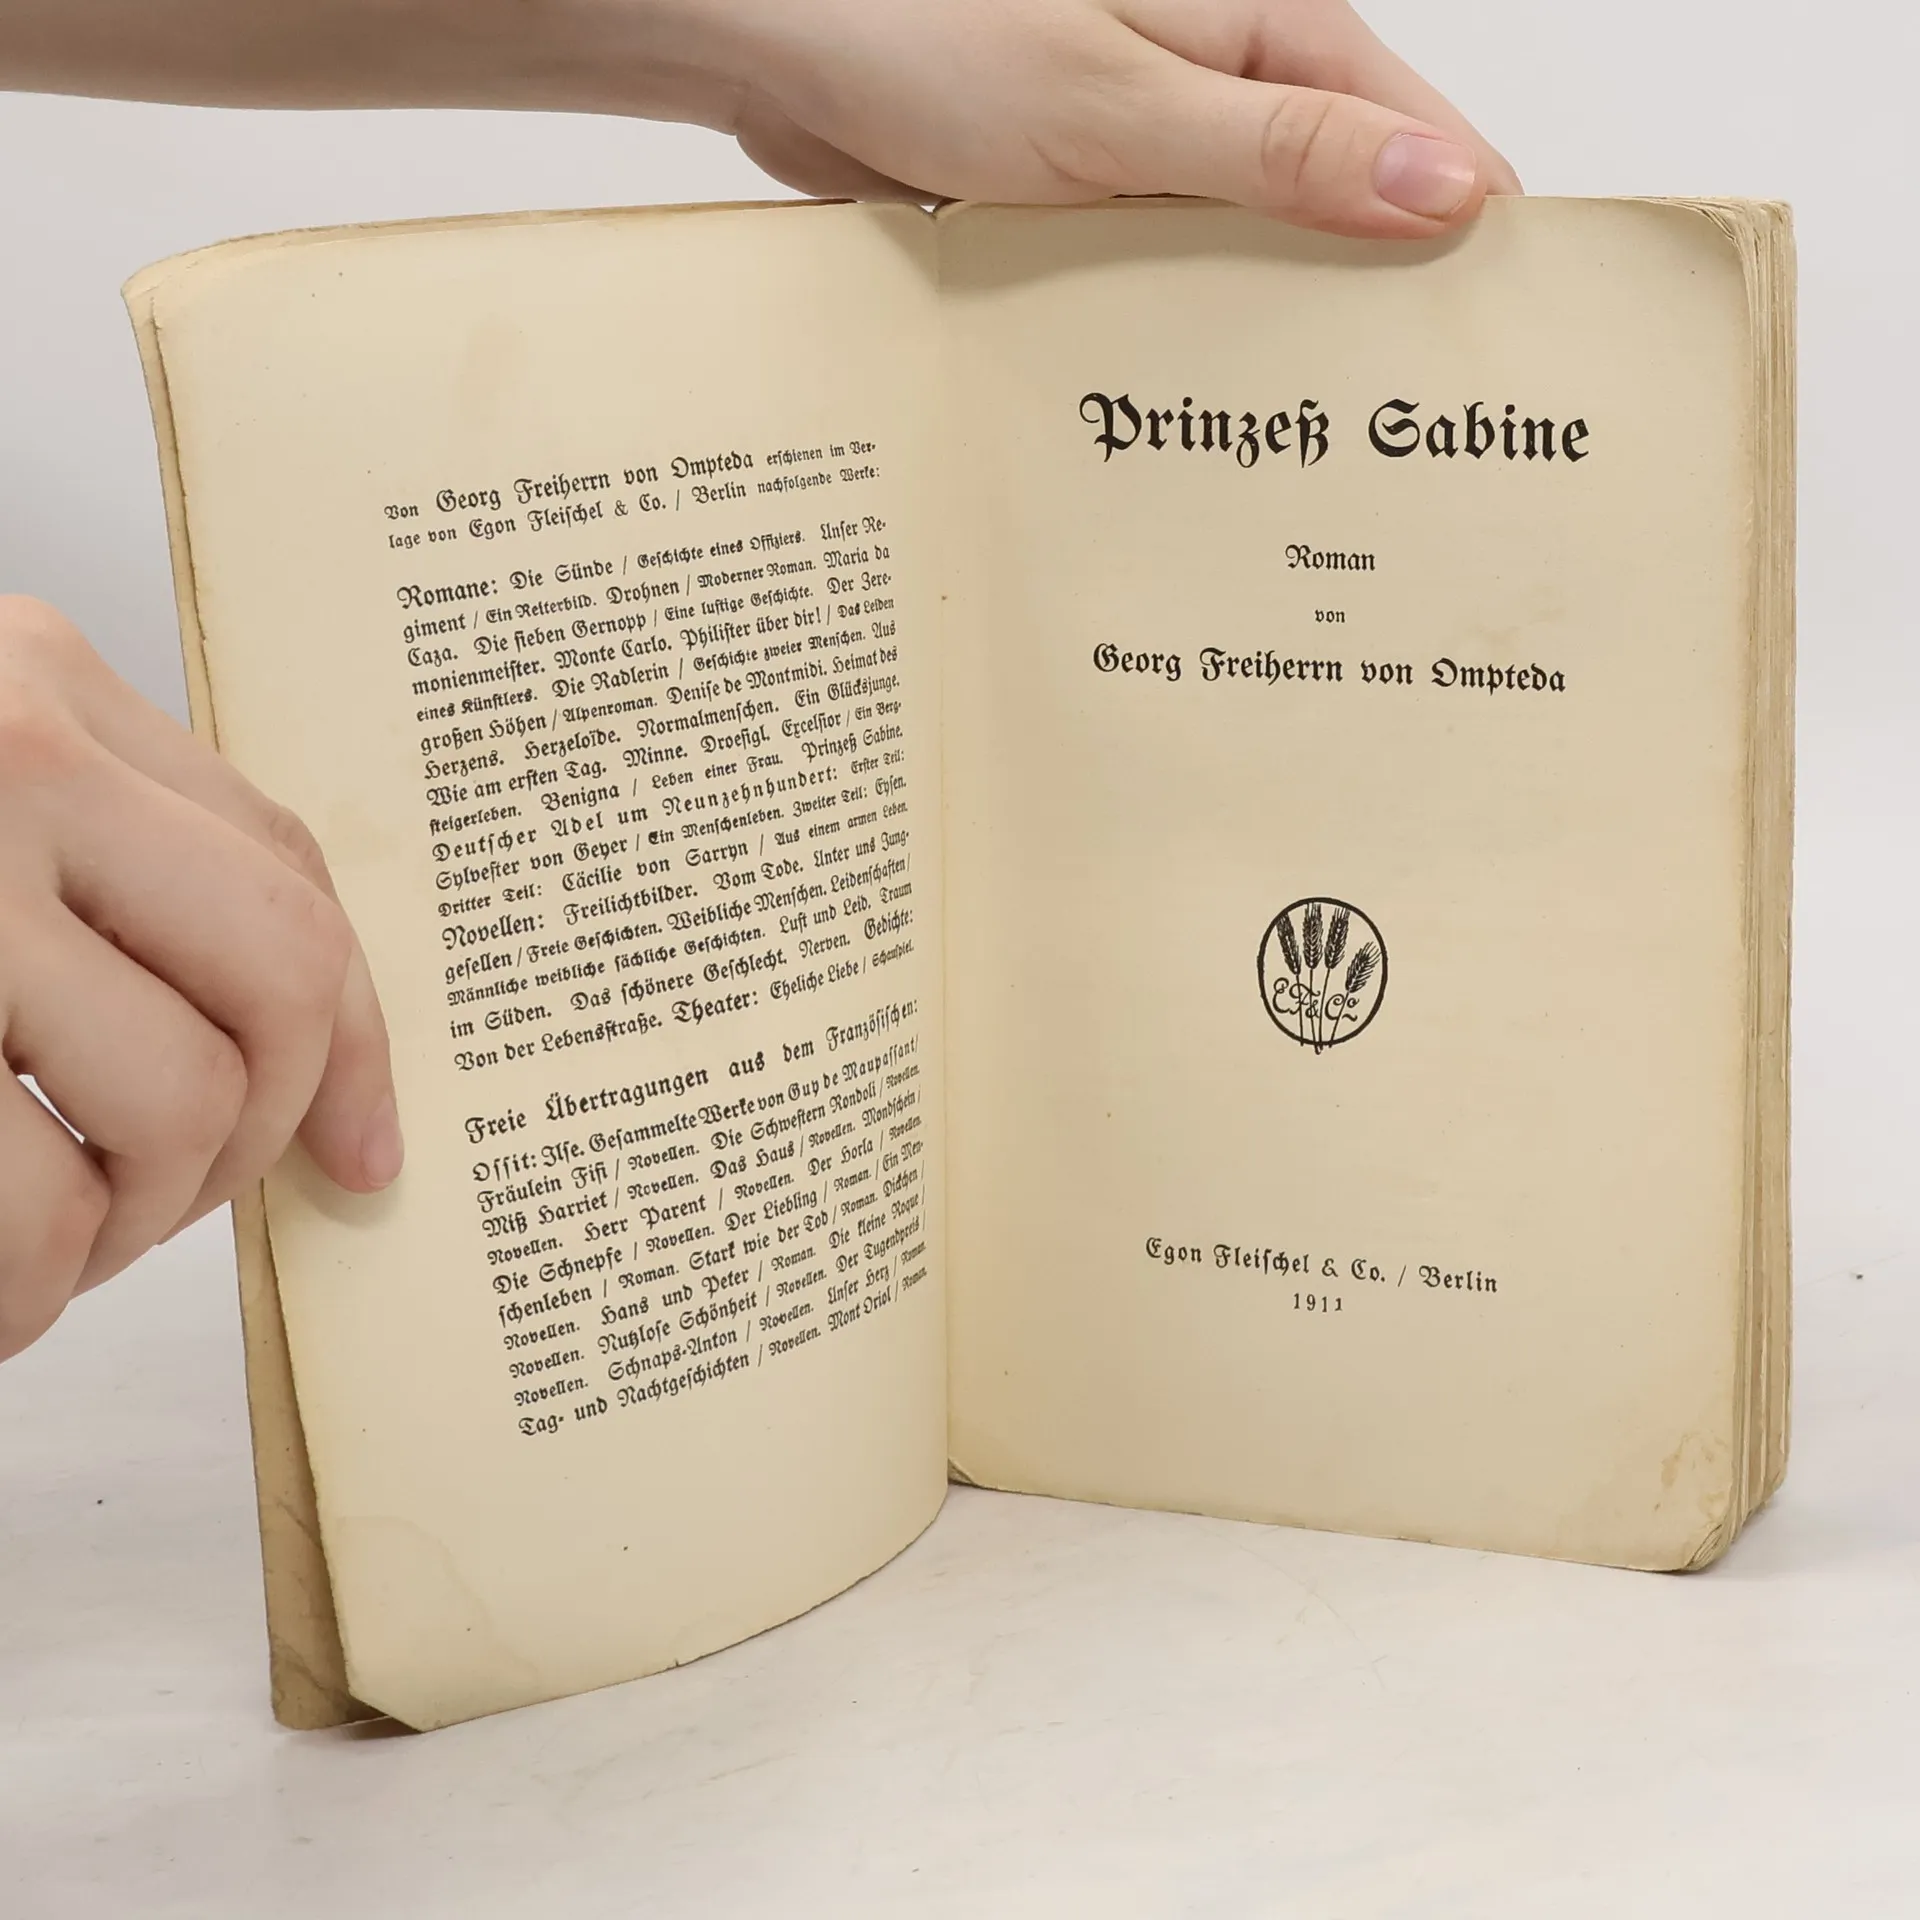 Von Georg Freiherrn von Ompteda erschienen im Ver-
lage von Egon Fleischel & Co. / Berlin nachfolgende Werke:
Romane: Die Sünde / Geschichte eines Offiziers. Unser Re-
giment / Ein Reiterbild. Drohnen / Moderner Roman. Maria da
Caza. Die sieben Gernopp / Eine lustige Geschichte. Der Zere-
monienmeister. Monte Carlo. Philister über dir! / Das Leiden
eines Künstlers. Die Radlerin / Geschichte zweier Menschen. Aus
großen Höhen / Alpenroman. Denise de Montmidi. Heimat des
Herzens. Herzeloïde. Normalmenschen. Ein Glücksjunge.
Wie am ersten Tag. Minne. Droesigl. Excelsior / Ein Berg-
steigerleben. Benigna / Leben einer Frau. Prinzeß Sabine.
Deutscher Adel um Neunzehnhundert: Erster Teil:
Sylvester von Geyer / Ein Menschenleben. Zweiter Teil: Eysen.
Dritter Teil: Cäcilie von Sarryn / Aus einem armen Leben.
Novellen: Freilichtbilder. Vom Tode. Unter uns Jung-
gesellen / Freie Geschichten. Weibliche Menschen. Leidenschaften /
Männliche weibliche sächliche Geschichten. Lust und Leid. Traum
im Süden. Das schönere Geschlecht. Nerven. Gedichte:
Von der Lebensstraße. Theater: Eheliche Liebe / Schauspiel.
Freie Übertragungen aus dem Französischen:
Ossit: Ilse. Gesammelte Werke von Guy de Maupassant /
Fräulein Fifi / Novellen. Die Schwestern Rondoli / Novellen.
Miß Harriet / Novellen. Das Haus / Novellen. Mondschein /
Novellen. Herr Parent / Novellen. Der Horla / Novellen.
Die Schnepfe / Novellen. Der Liebling / Roman. / Ein Men-
schenleben / Roman. Stark wie der Tod / Roman. Dickchen /
Novellen. Hans und Peter / Roman. Die kleine Roque /
Novellen. Nutzlose Schönheit / Novellen. Der Tugendpreis /
Novellen. Schnaps-Anton / Novellen. Unser Herz / Roman.
Tag- und Nachtgeschichten / Novellen. Mont Oriol / Roman.
Prinzeß Sabine
Roman
von
Georg Freiherrn von Ompteda
E F & Co
Egon Fleischel & Co. / Berlin
1911